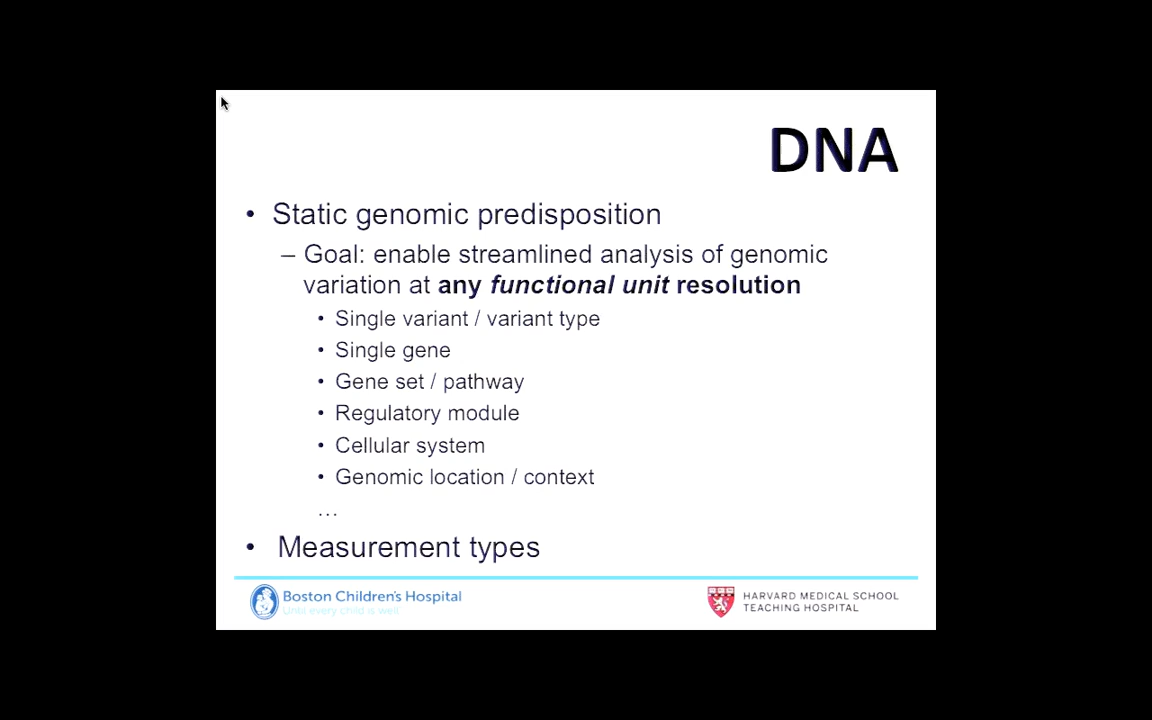 DNA
• Static genomic predisposition
– Goal: enable streamlined analysis of genomic
variation at any functional unit resolution
• Single variant / variant type
• Single gene
• Gene set / pathway
• Regulatory module
• Cellular system
• Genomic location / context
…
• Measurement types
Boston Children's Hospital
Until every child is well
HARVARD MEDICAL SCHOOL
TEACHING HOSPITAL